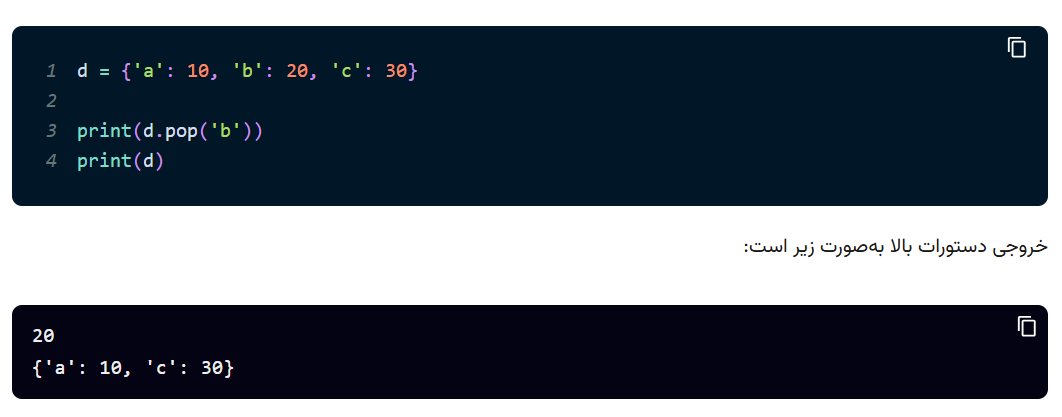 1 d = {'a': 10, 'b': 20, 'c': 30}
2
3 print(d.pop('b'))
4 print(d)
خروجی دستورات بالا به‌صورت زیر است:
20
{'a': 10, 'c': 30}